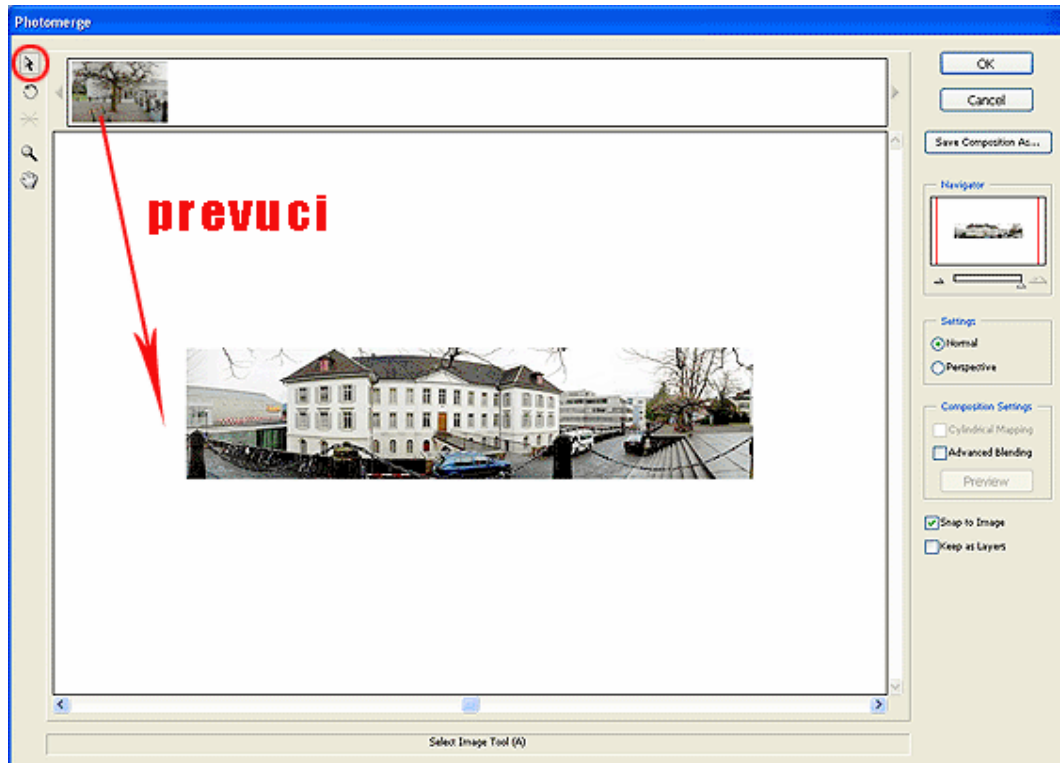 Photomerge
OK
Cancel
Save Composition As...
prevuci
Navigator
Settings
Normal
Perspective
Composition Settings
Cylindrical Mapping
Advanced Blending
Preview
Snap to Image
Keep as Layers
Select Image Tool (A)